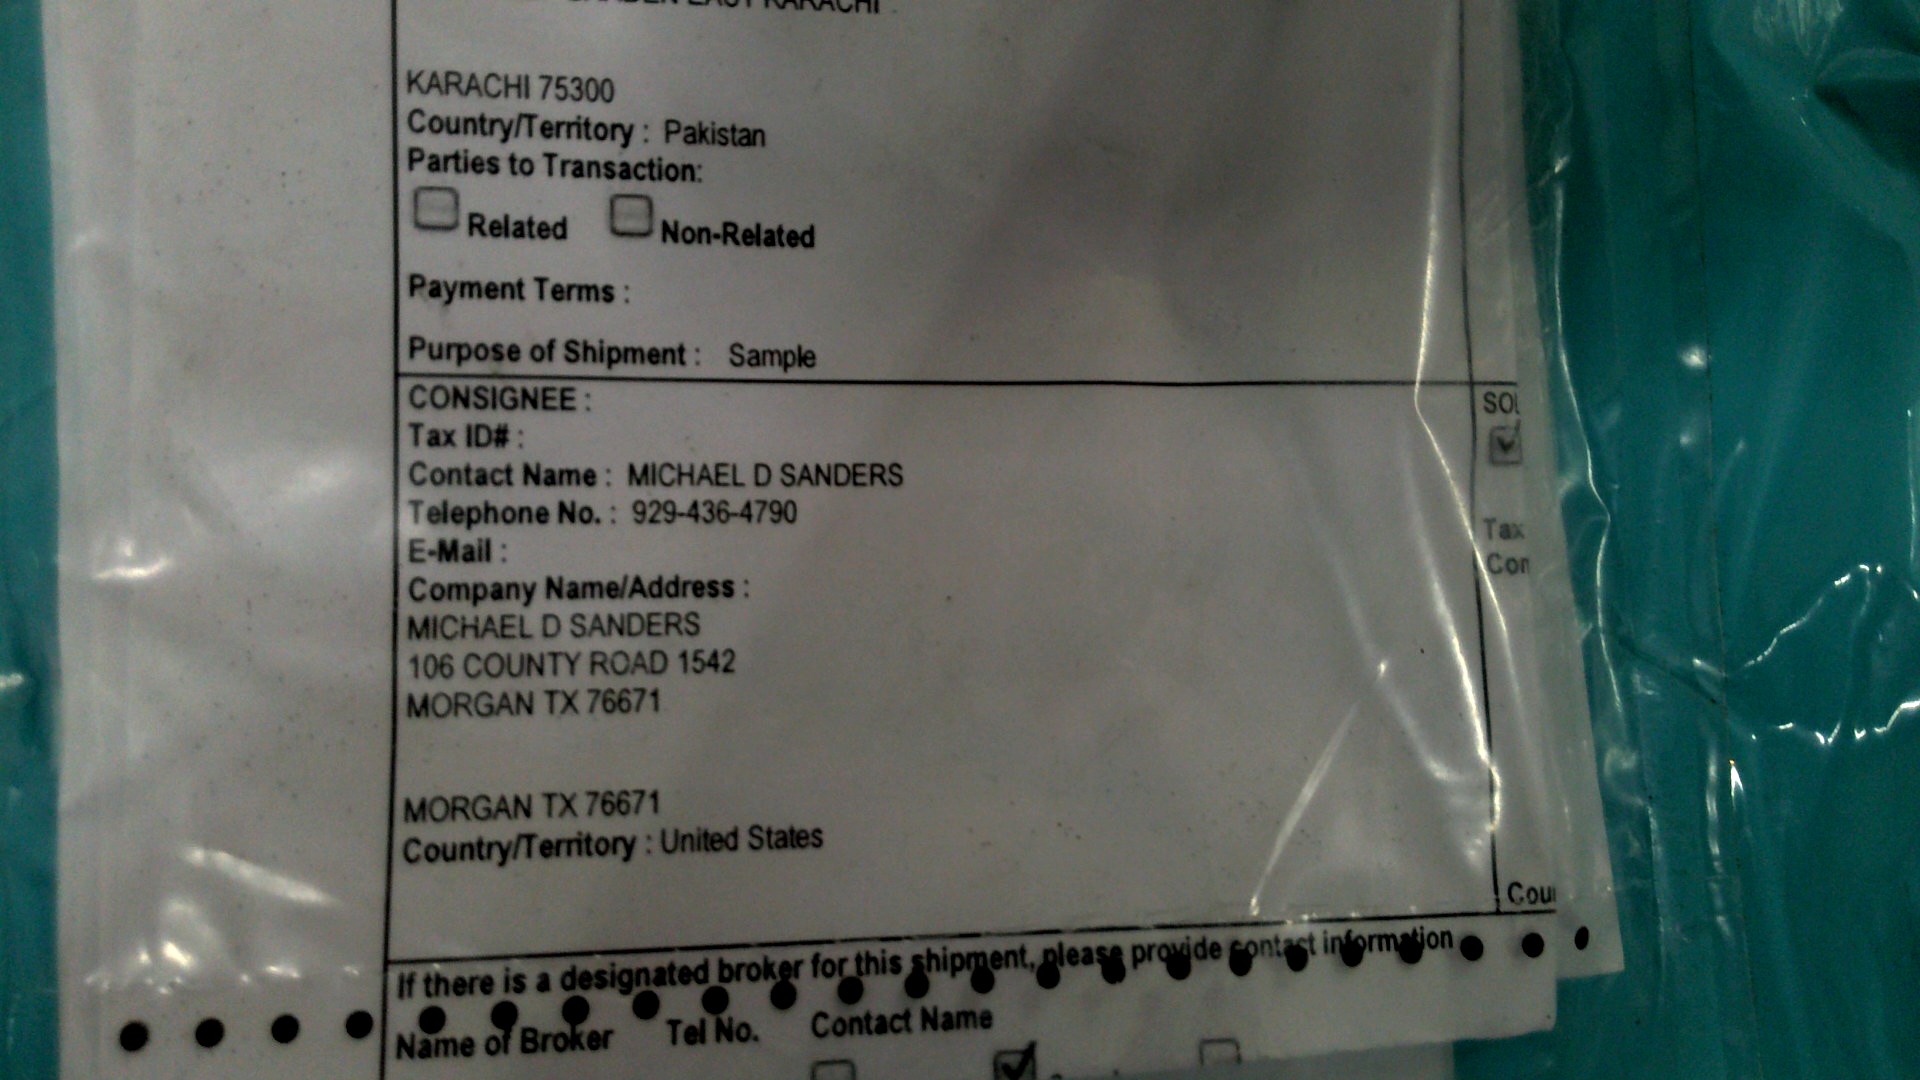 EAST KARACHI
KARACHI 75300
Country/Territory : Pakistan
Parties to Transaction:
Related Non-Related
Payment Terms :
Purpose of Shipment : Sample
CONSIGNEE :
Tax ID# :
Contact Name : MICHAEL D SANDERS
Telephone No. : 929-436-4790
E-Mail :
Company Name/Address :
MICHAEL D SANDERS
106 COUNTY ROAD 1542
MORGAN TX 76671
MORGAN TX 76671
Country/Territory : United States
Tax
If there is a designated broker for this shipment, please provide contact information
Name of Broker Tel No. Contact Name